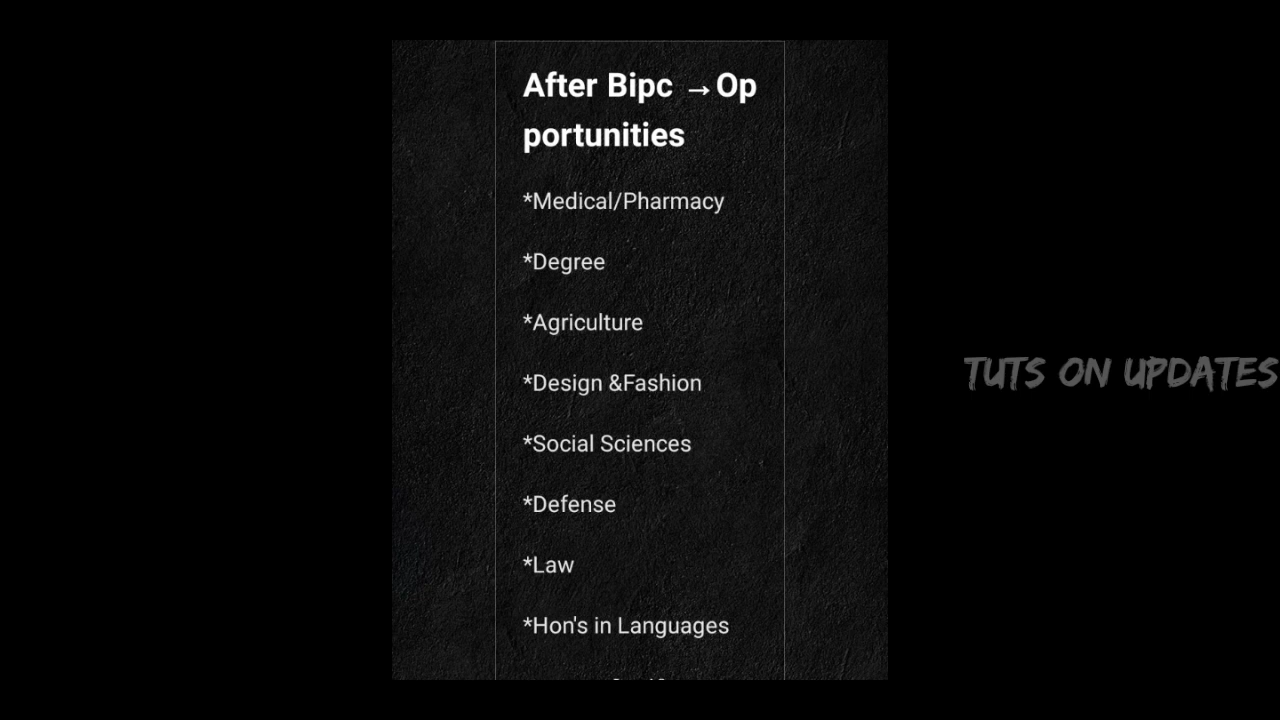 After Bipc →Op
portunities
*Medical/Pharmacy
*Degree
*Agriculture
*Design &Fashion
*Social Sciences
*Defense
*Law
*Hon's in Languages
TUTS ON UPDATES